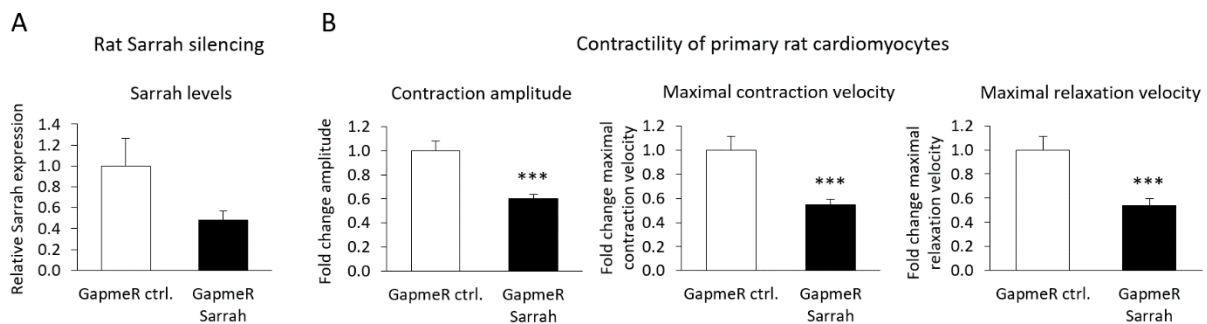 A
Rat Sarrah silencing
Sarrah levels
Relative Sarrah expression
1.4
1.2
1.0
0.8
0.6
0.4
0.2
0.0
GapmeR ctrl.
GapmeR
Sarrah
B
Contractility of primary rat cardiomyocytes
Contraction amplitude
Fold change amplitude
1.2
1.0
0.8
0.6
0.4
0.2
0.0
***
GapmeR ctrl.
GapmeR
Sarrah
Maximal contraction velocity
Fold change maximal
contraction velocity
1.2
1.0
0.8
0.6
0.4
0.2
0.0
***
GapmeR ctrl.
GapmeR
Sarrah
Maximal relaxation velocity
Fold change maximal
relaxation velocity
1.2
1.0
0.8
0.6
0.4
0.2
0.0
***
GapmeR ctrl.
GapmeR
Sarrah